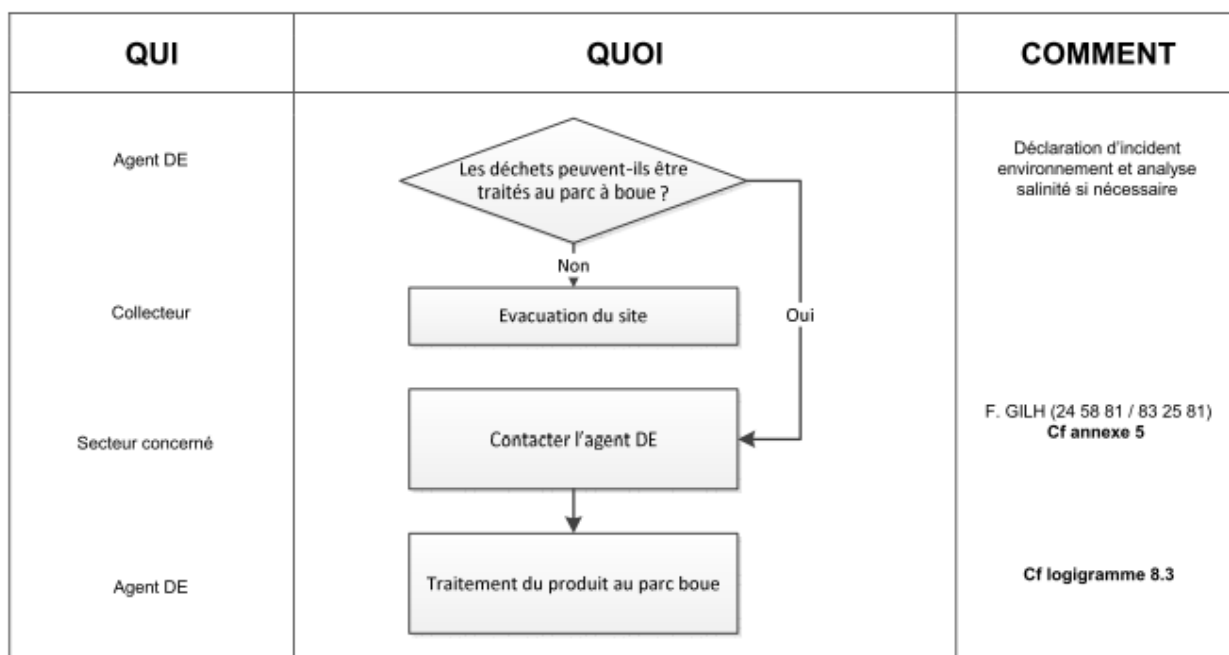 QUI
QUOI
COMMENT
Agent DE
Les déchets peuvent-ils être
traités au parc à boue ?
Déclaration d'incident
environnement et analyse
salinité si nécessaire
Non
Collecteur
Evacuation du site
Oui
Secteur concerné
Contacter l'agent DE
F. GILH (24 58 81 / 83 25 81)
Cf annexe 5
Agent DE
Traitement du produit au parc boue
Cf logigramme 8.3